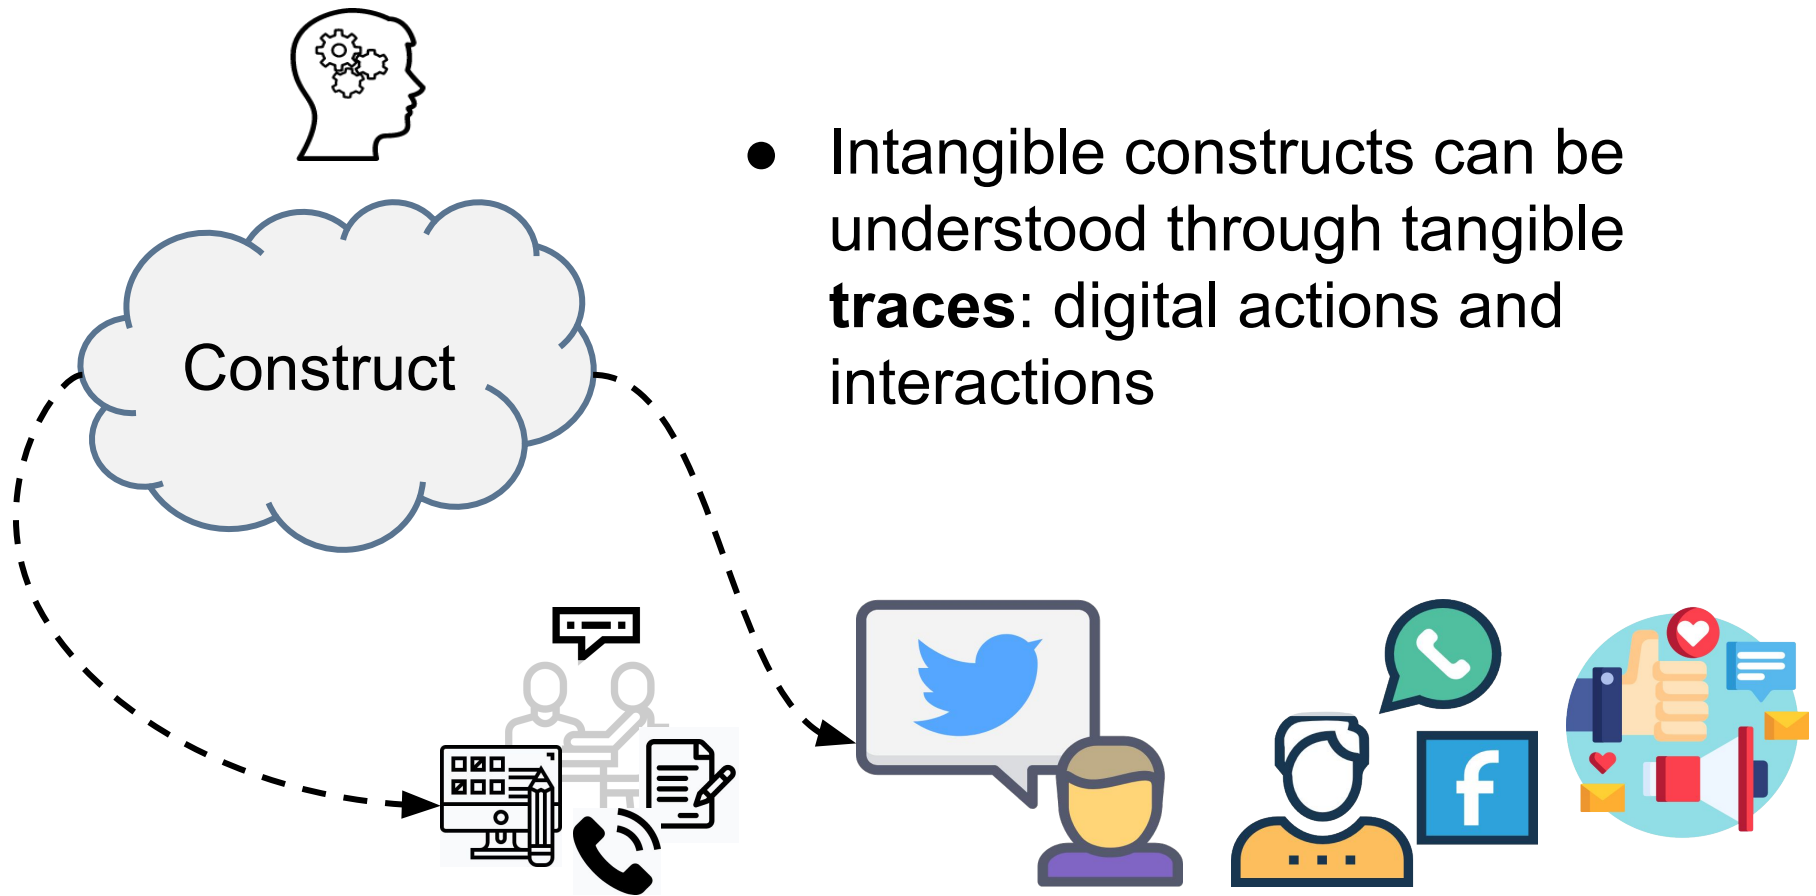 Construct
● Intangible constructs can be
understood through tangible
traces: digital actions and
interactions
f